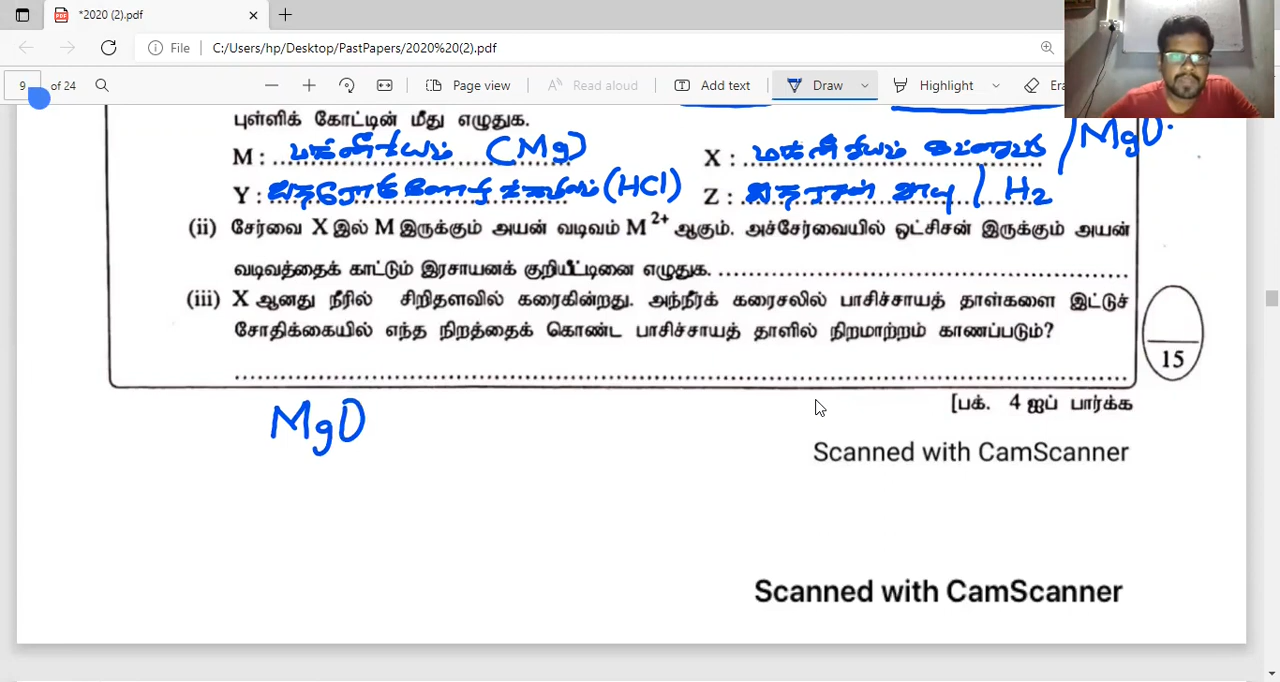 *2020 (2).pdf
File C:/Users/hp/Desktop/PastPapers/2020%20(2).pdf
9 of 24 Page view Read aloud Add text Draw Highlight Era
புள்ளிக் கோட்டின் மீது எழுதுக.
M : மக்னீசியம் (Mg) X : மக்னீசியம் ஒட்சைட்டு / MgO.
Y : ஐதரோகுளோரிக்கமிலம் (HCl) Z : ஐதரசன் வாயு / H2
(ii) சேர்வை X இல் M இருக்கும் அயன் வடிவம் M2+ ஆகும். அச்சேர்வையில் ஒட்சிசன் இருக்கும் அயன்
வடிவத்தைக் காட்டும் இரசாயனக் குறியீட்டினை எழுதுக.
(iii) X ஆனது நீரில் சிறிதளவில் கரைகின்றது. அந்நீர்க் கரைசலில் பாசிச்சாயத் தாள்களை இட்டுச்
சோதிக்கையில் எந்த நிறத்தைக் கொண்ட பாசிச்சாயத் தாளில் நிறமாற்றம் காணப்படும்?
15
MgO
[பக். 4 ஐப் பார்க்க
Scanned with CamScanner
Scanned with CamScanner